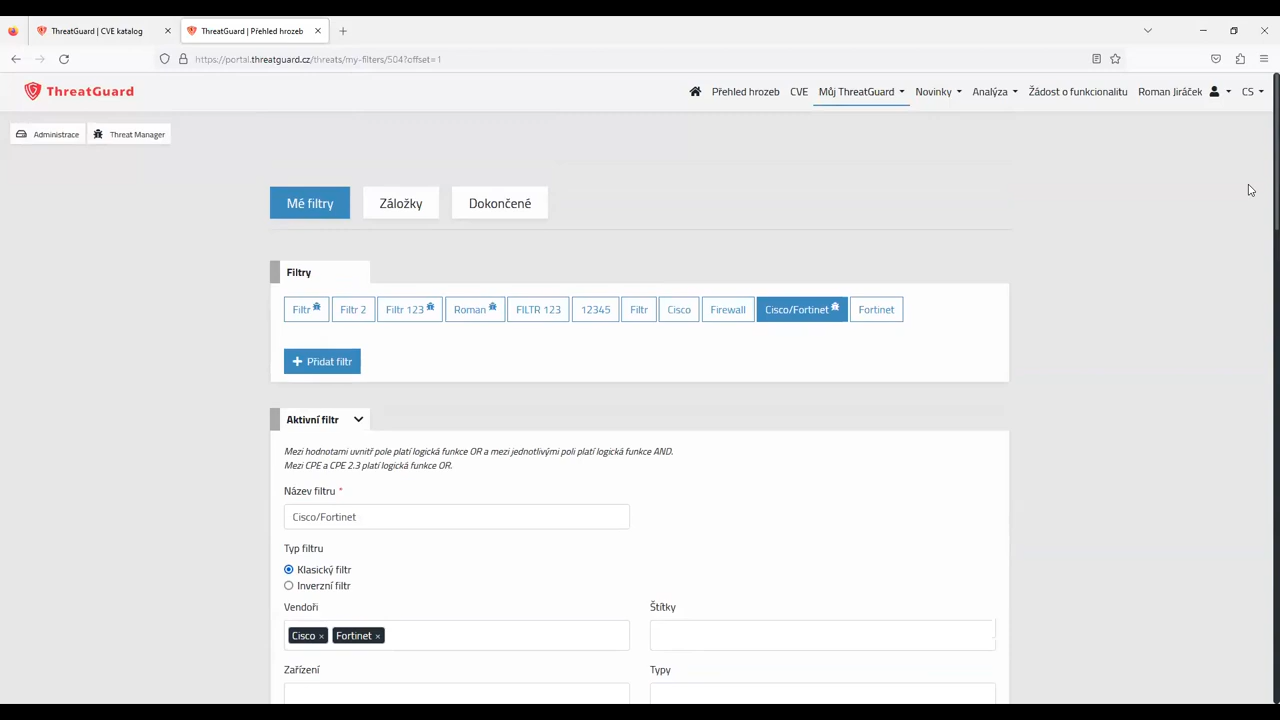 ThreatGuard | CVE katalog
ThreatGuard | Přehled hrozeb
https://portal.threatguard.cz/threats/my-filters/504?offset=1
ThreatGuard
Přehled hrozeb
CVE
Můj ThreatGuard
Novinky
Analýza
Žádost o funkcionalitu
Roman Jiráček
CS
Administrace
Threat Manager
Mé filtry
Záložky
Dokončené
Filtry
Filtr
Filtr 2
Filtr 123
Roman
FILTR 123
12345
Filtr
Cisco
Firewall
Cisco/Fortinet
Fortinet
+ Přidat filtr
Aktivní filtr
Mezi hodnotami uvnitř pole platí logická funkce OR a mezi jednotlivými poli platí logická funkce AND.
Mezi CPE a CPE 2.3 platí logická funkce OR.
Název filtru *
Cisco/Fortinet
Typ filtru
Klasický filtr
Inverzní filtr
Vendoři
Štítky
Cisco × Fortinet ×
Zařízení
Typy